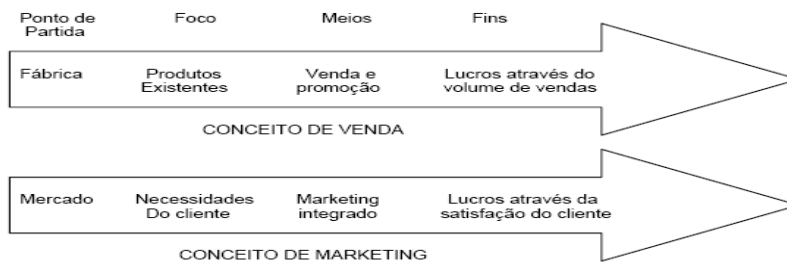 Ponto de Partida Foco Meios Fins
Fábrica Produtos Existentes Venda e promoção Lucros através do volume de vendas
CONCEITO DE VENDA
Mercado Necessidades Do cliente Marketing integrado Lucros através da satisfação do cliente
CONCEITO DE MARKETING